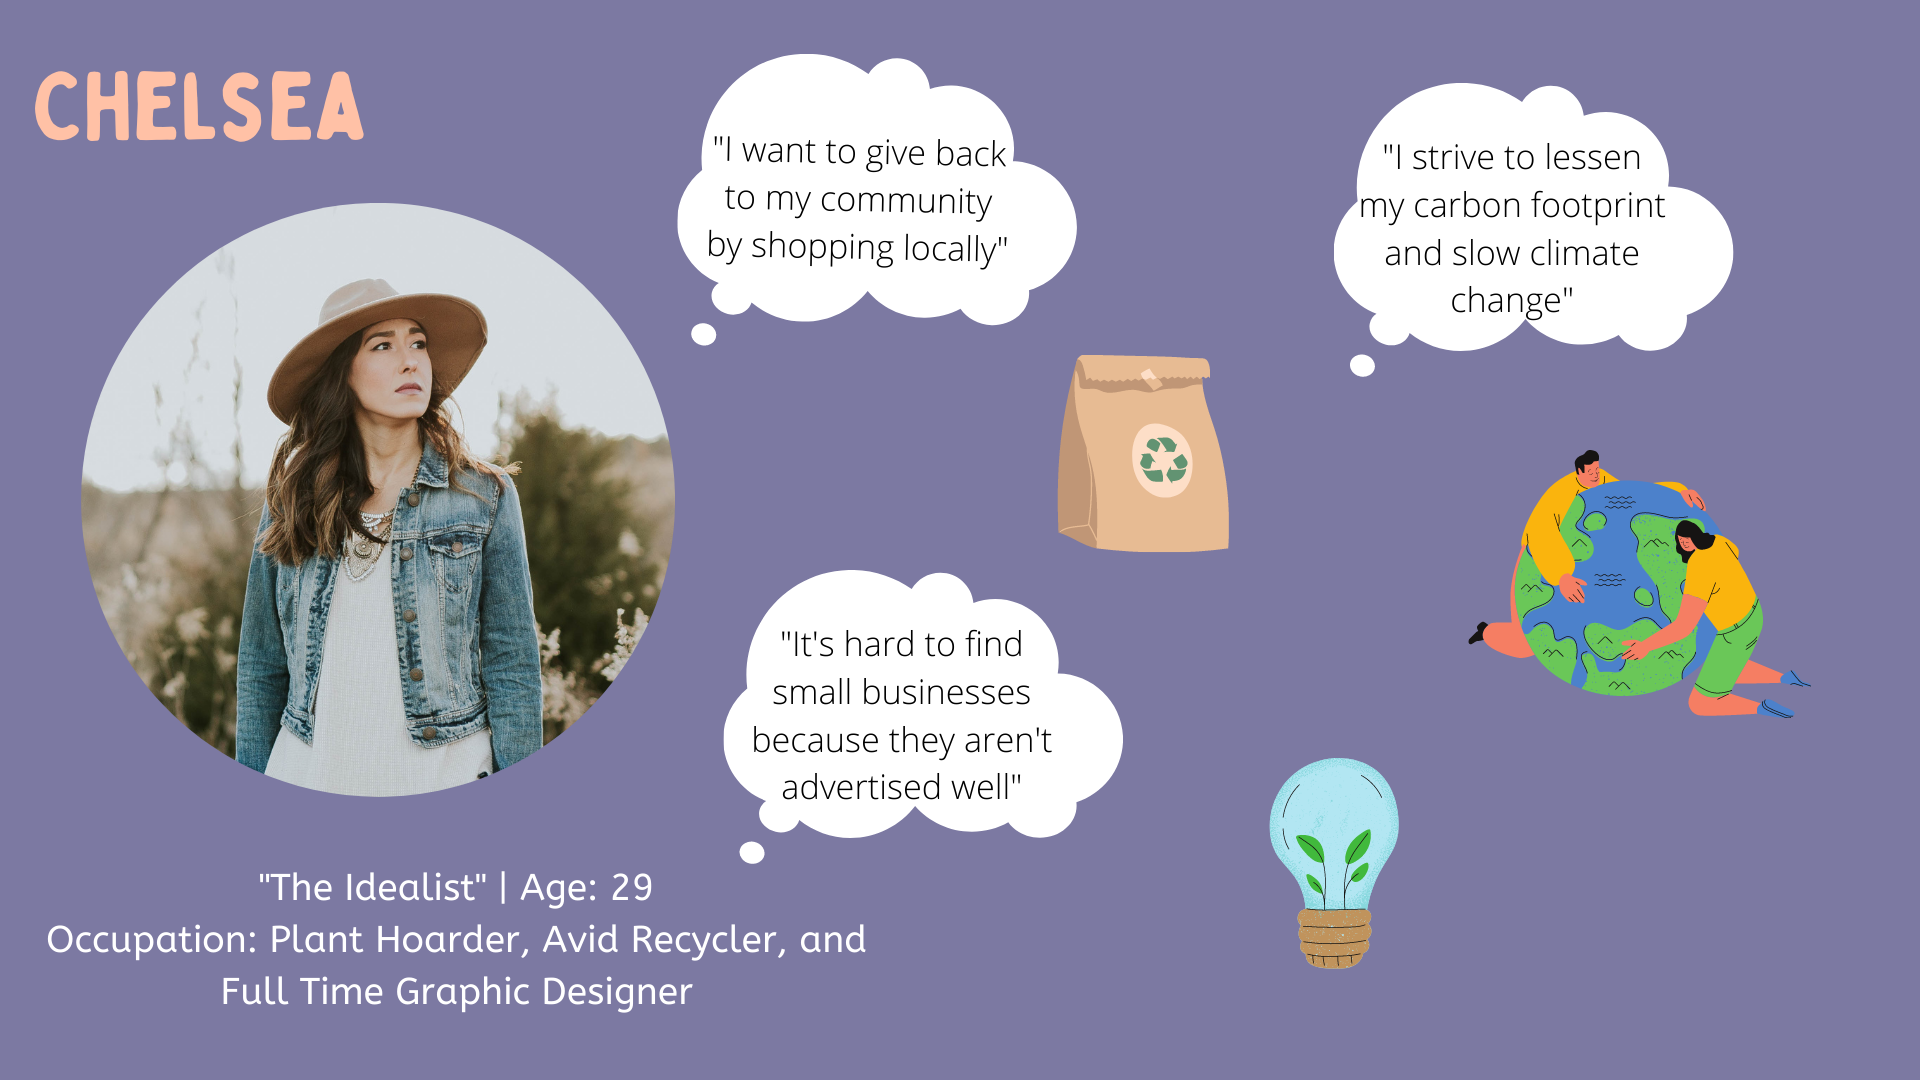 CHELSEA
"I want to give back
to my community
by shopping locally"
"I strive to lessen
my carbon footprint
and slow climate
change"
"It's hard to find
small businesses
because they aren't
advertised well"
"The Idealist" | Age: 29
Occupation: Plant Hoarder, Avid Recycler, and
Full Time Graphic Designer